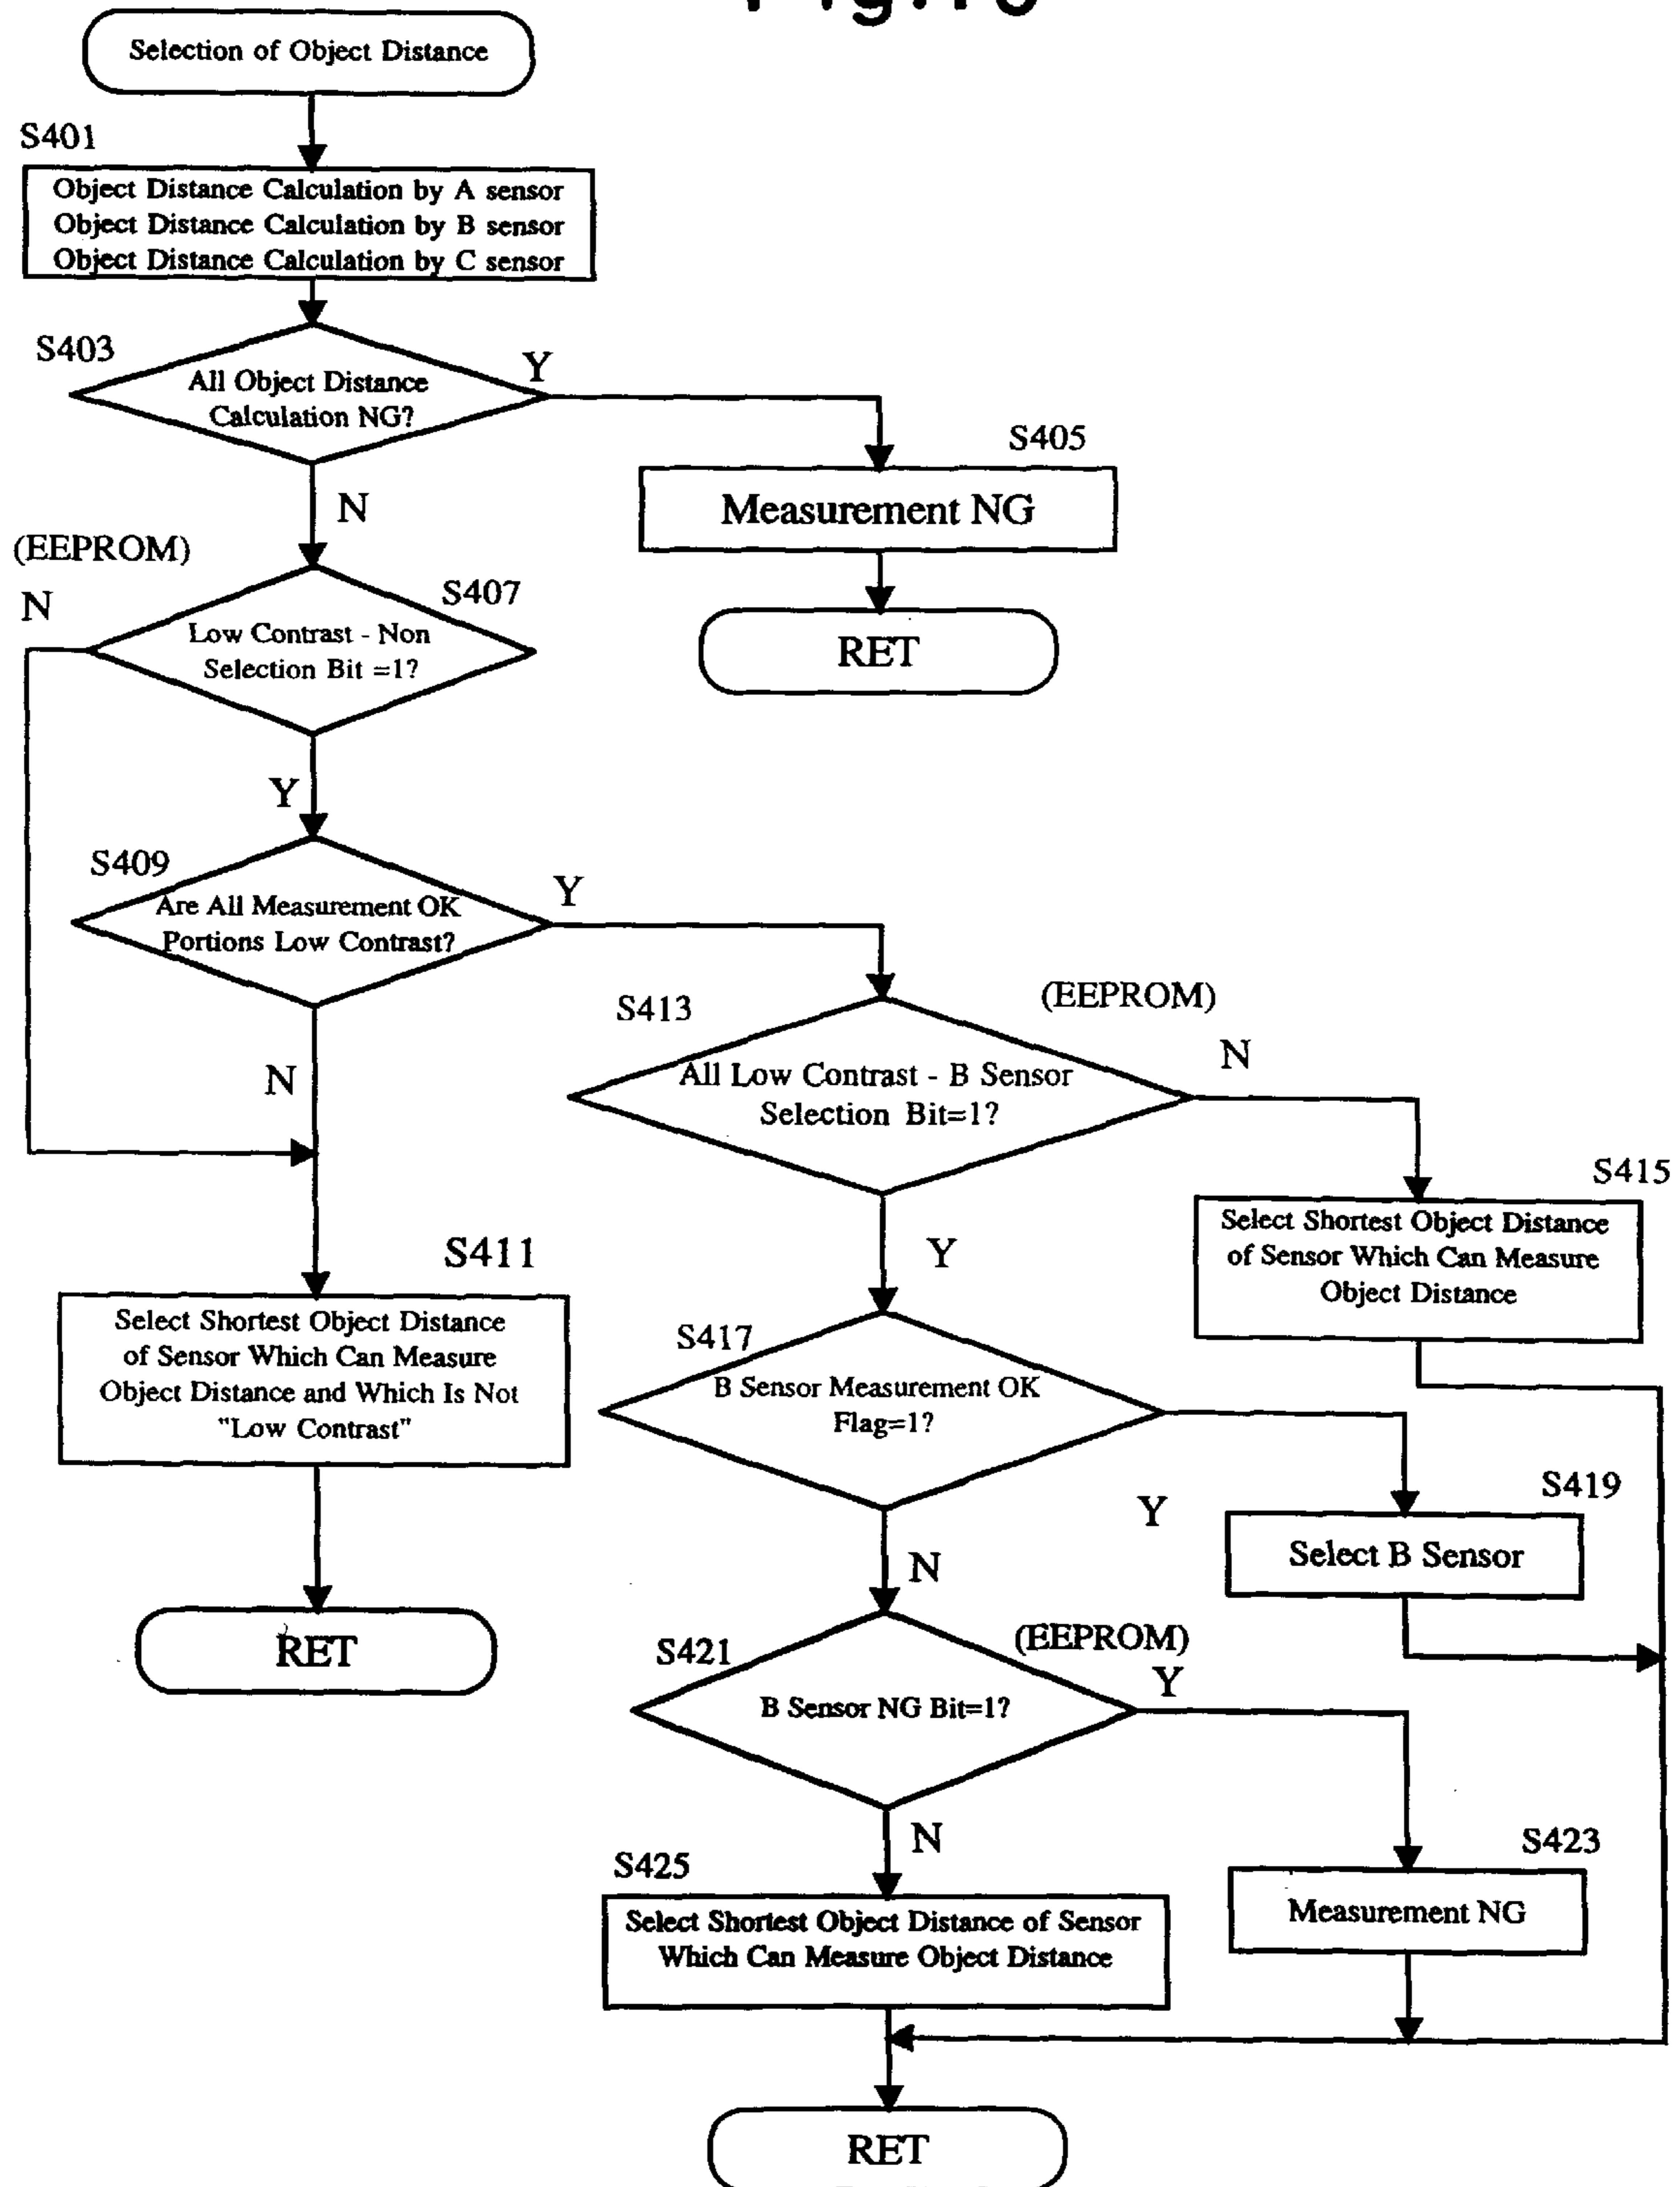 Selection of Object Distance
S401
Object Distance Calculation by A sensor
Object Distance Calculation by B sensor
Object Distance Calculation by C sensor
S403
All Object Distance
Calculation NG?
Y
S405
Measurement NG
RET
N
(EEPROM)
N
S407
Low Contrast - Non
Selection Bit =1?
Y
S409
Are All Measurement OK
Portions Low Contrast?
Y
N
S413
(EEPROM)
All Low Contrast - B Sensor
Selection Bit=1?
N
S415
Select Shortest Object Distance
of Sensor Which Can Measure
Object Distance
Y
S411
Select Shortest Object Distance
of Sensor Which Can Measure
Object Distance and Which Is Not
"Low Contrast"
RET
S417
B Sensor Measurement OK
Flag=1?
Y
S419
Select B Sensor
N
S421
(EEPROM)
B Sensor NG Bit=1?
Y
S423
Measurement NG
N
S425
Select Shortest Object Distance of Sensor
Which Can Measure Object Distance
RET